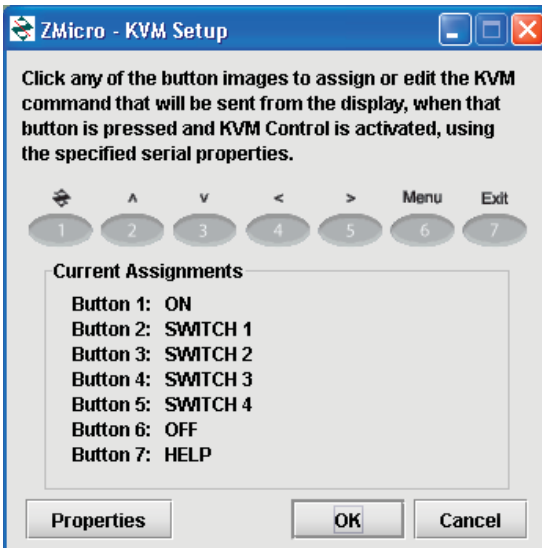 ZMicro - KVM Setup
Click any of the button images to assign or edit the KVM
command that will be sent from the display, when that
button is pressed and KVM Control is activated, using
the specified serial properties.
^ v < > Menu Exit
1 2 3 4 5 6 7
Current Assignments
Button 1: ON
Button 2: SWITCH 1
Button 3: SWITCH 2
Button 4: SWITCH 3
Button 5: SWITCH 4
Button 6: OFF
Button 7: HELP
Properties OK Cancel